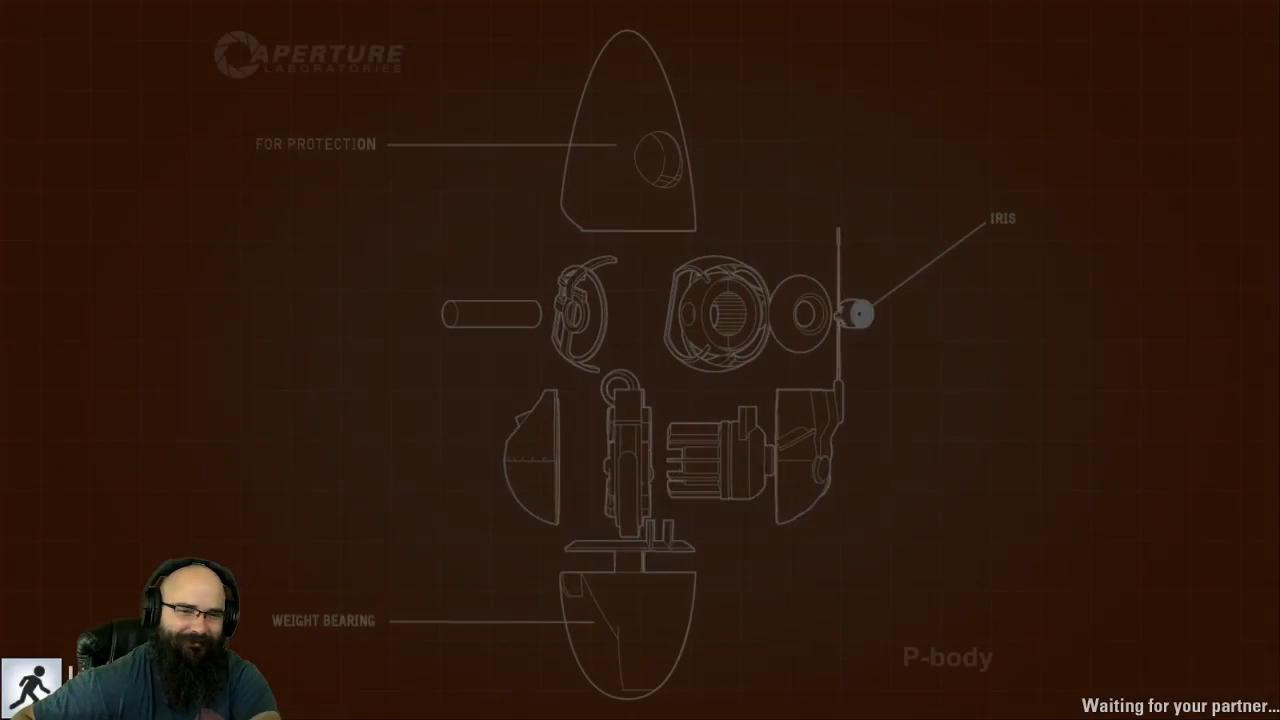 APERTURE
LABORATORIES
FOR PROTECTION
IRIS
WEIGHT BEARING
P-body
Waiting for your partner...